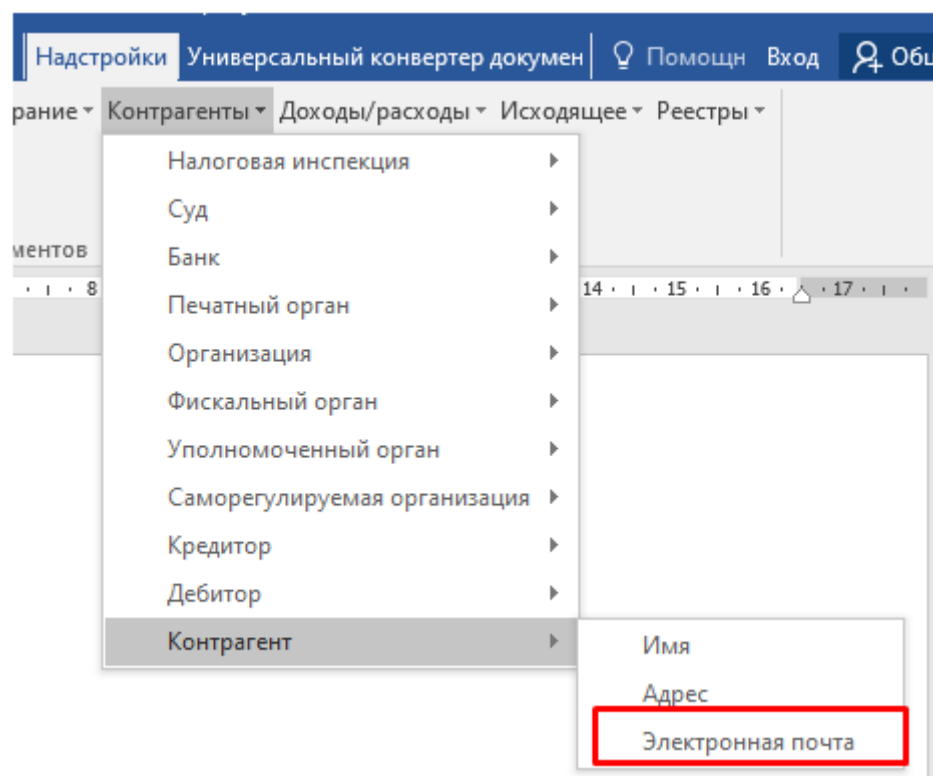 Надстройки Универсальный конвертер докумен Помощн Вход Общ
рание Контрагенты Доходы/расходы Исходящее Реестры
Налоговая инспекция
Суд
ментов
Банк
8 14 15 16 17
Печатный орган
Организация
Фискальный орган
Уполномоченный орган
Саморегулируемая организация
Кредитор
Дебитор
Контрагент
Имя
Адрес
Электронная почта